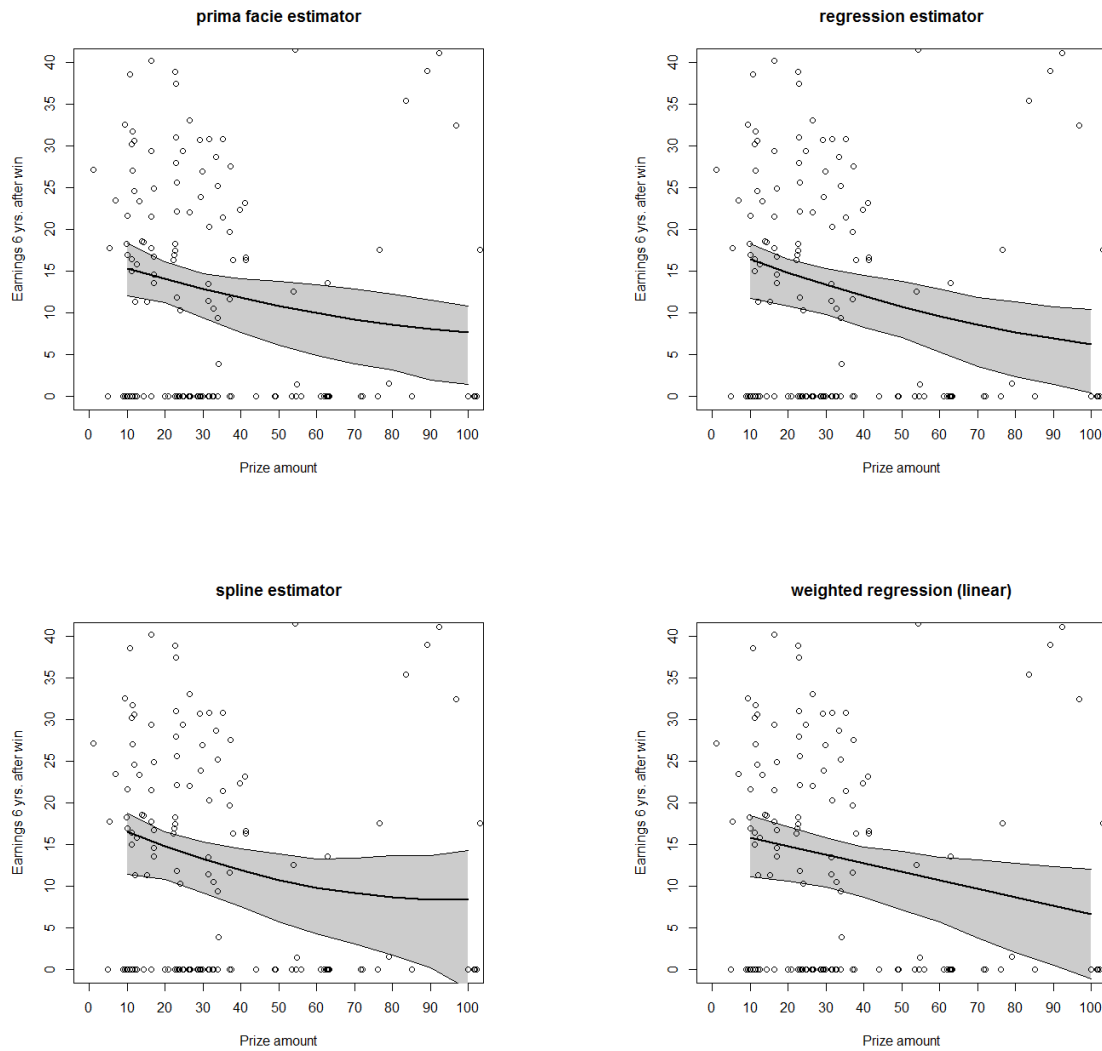 prima facie estimator
40
35
30
25
20
15
10
5
0
Earnings 6 yrs. after win
0 10 20 30 40 50 60 70 80 90 100
Prize amount
regression estimator
40
35
30
25
20
15
10
5
0
Earnings 6 yrs. after win
0 10 20 30 40 50 60 70 80 90 100
Prize amount
spline estimator
40
35
30
25
20
15
10
5
0
Earnings 6 yrs. after win
0 10 20 30 40 50 60 70 80 90 100
Prize amount
weighted regression (linear)
40
35
30
25
20
15
10
5
0
Earnings 6 yrs. after win
0 10 20 30 40 50 60 70 80 90 100
Prize amount